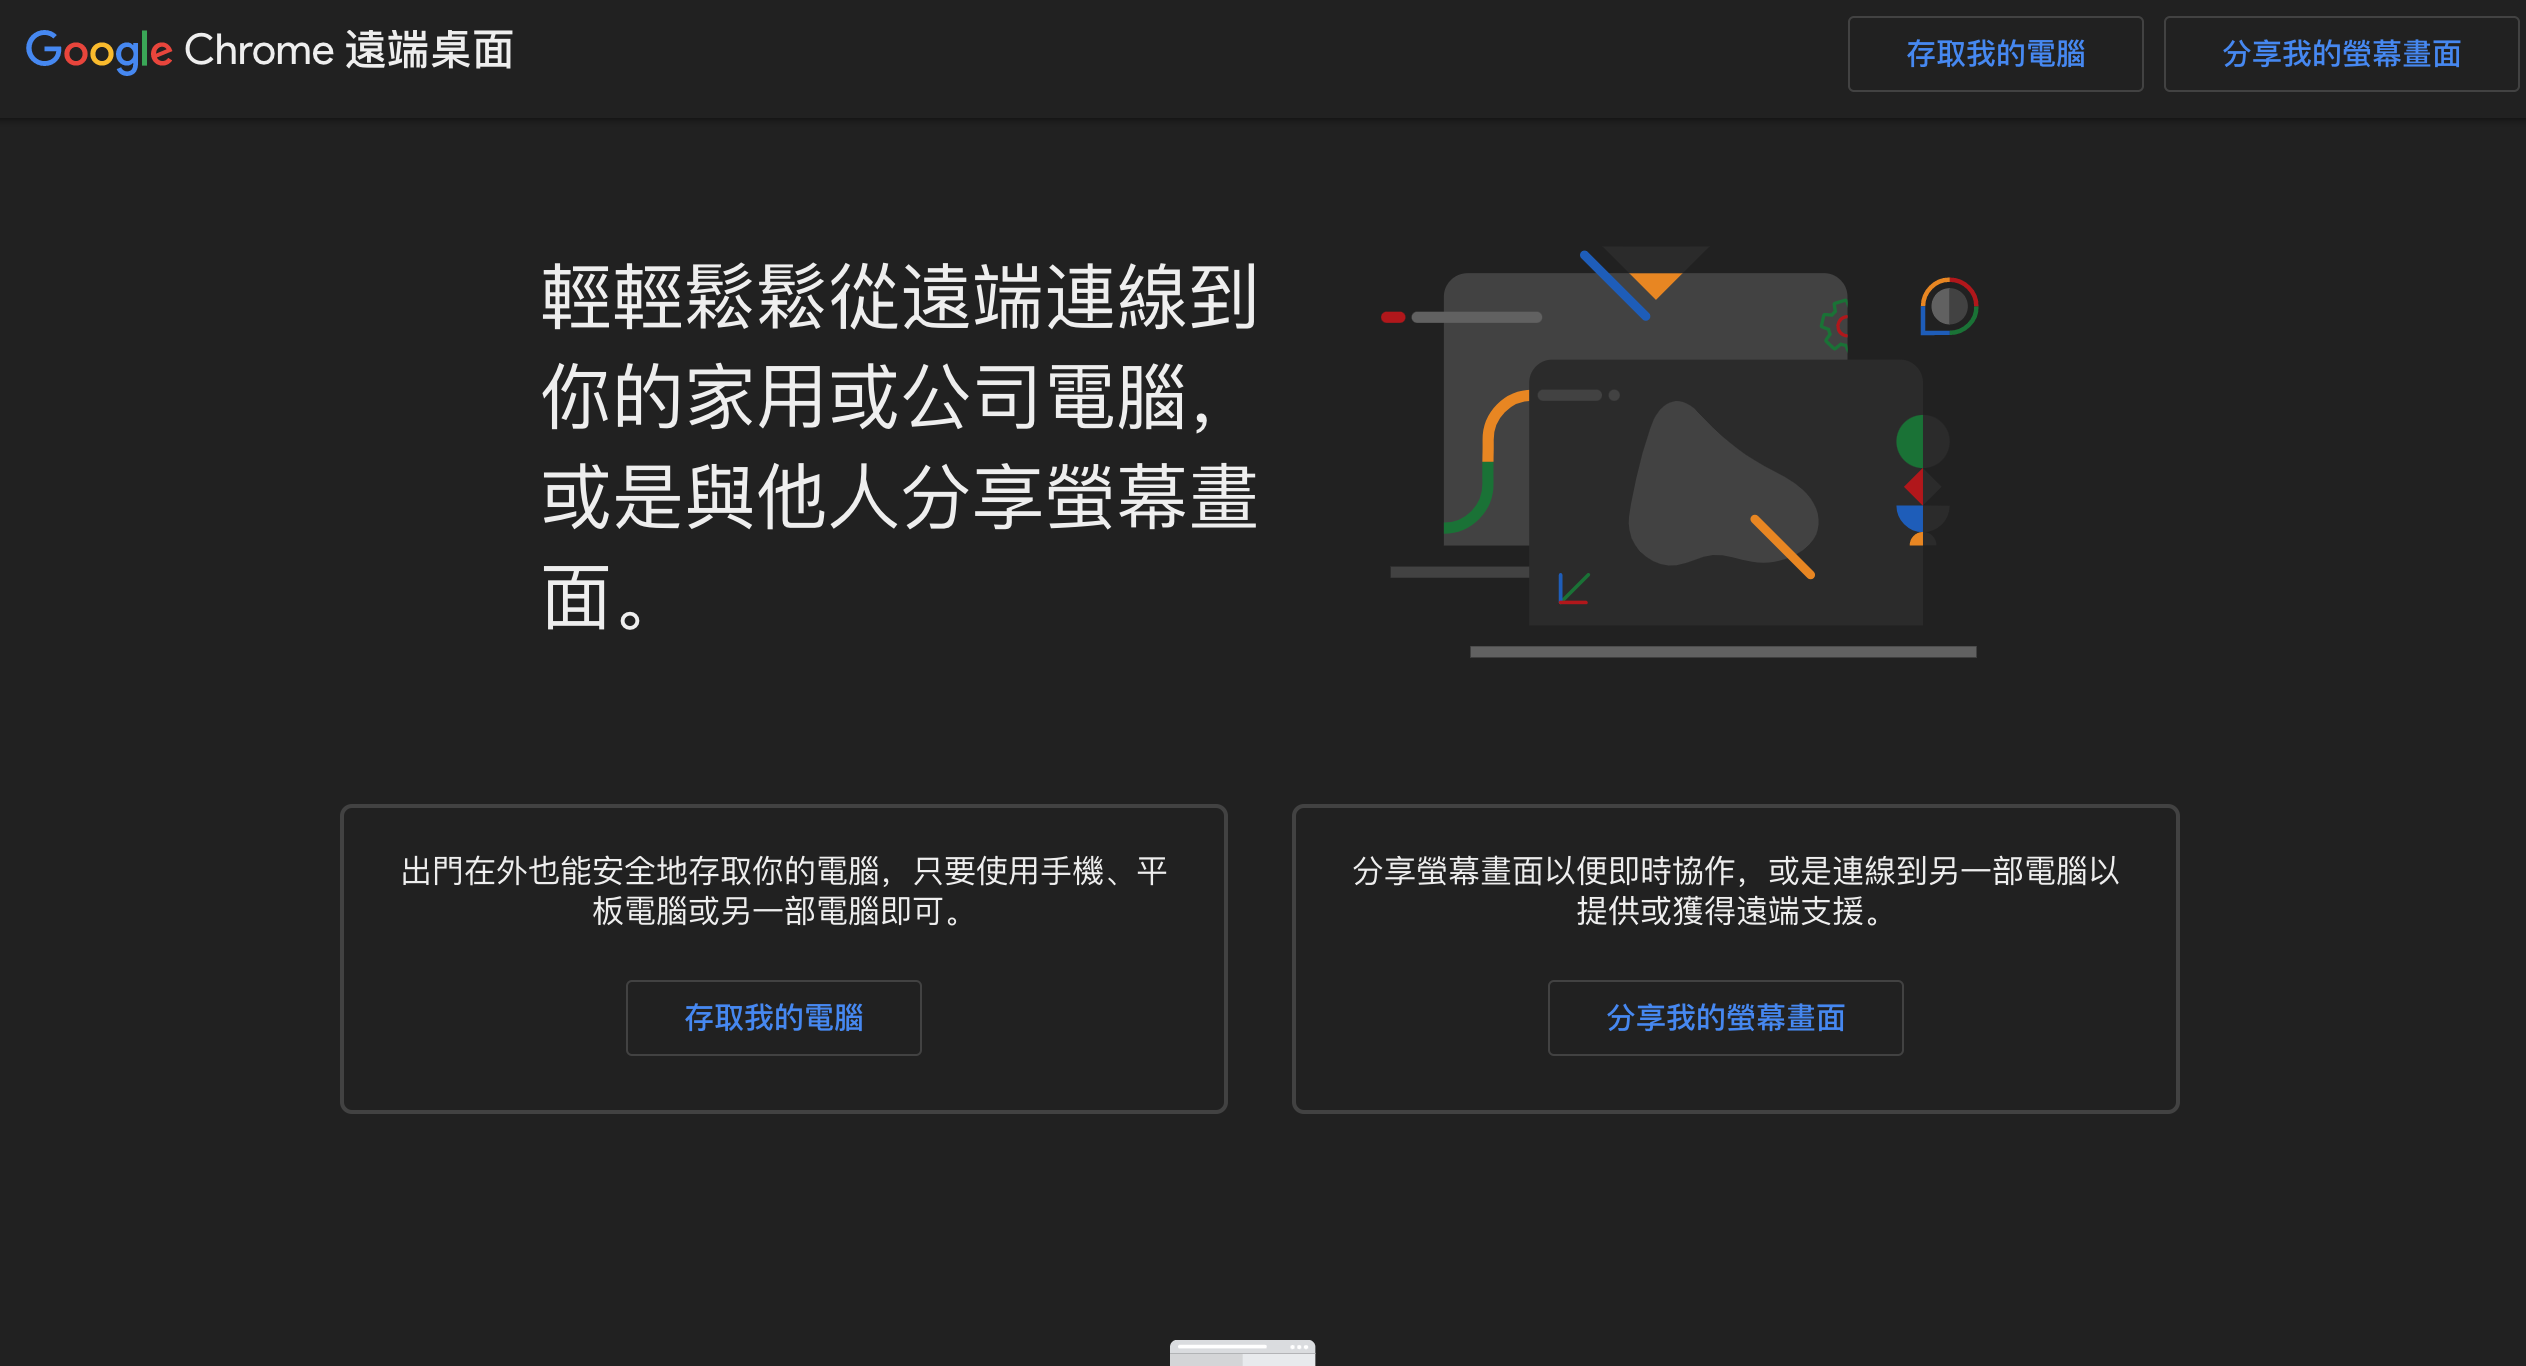 Google Chrome 遠端桌面
存取我的電腦
分享我的螢幕畫面
輕輕鬆鬆從遠端連線到
你的家用或公司電腦，
或是與他人分享螢幕畫
面。
出門在外也能安全地存取你的電腦，只要使用手機、平
板電腦或另一部電腦即可。
存取我的電腦
分享螢幕畫面以便即時協作，或是連線到另一部電腦以
提供或獲得遠端支援。
分享我的螢幕畫面